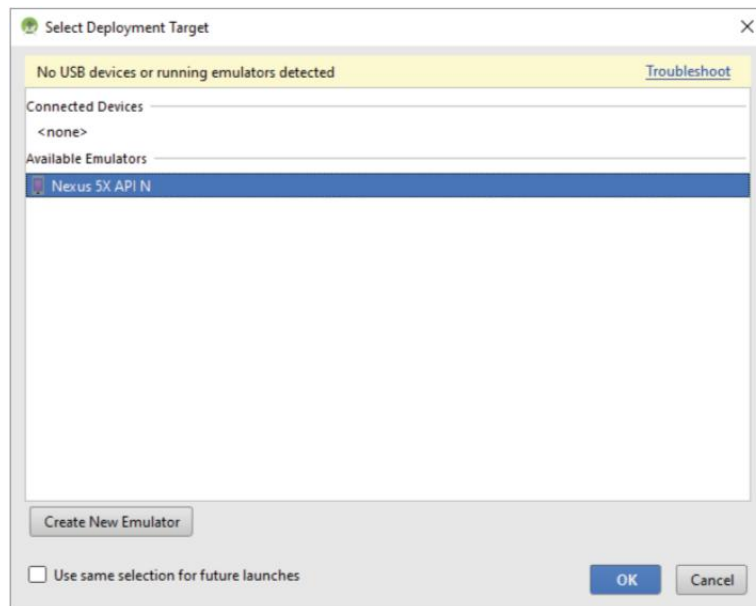 Select Deployment Target
No USB devices or running emulators detected Troubleshoot
Connected Devices
<none>
Available Emulators
Nexus 5X API N
Create New Emulator
Use same selection for future launches
OK Cancel